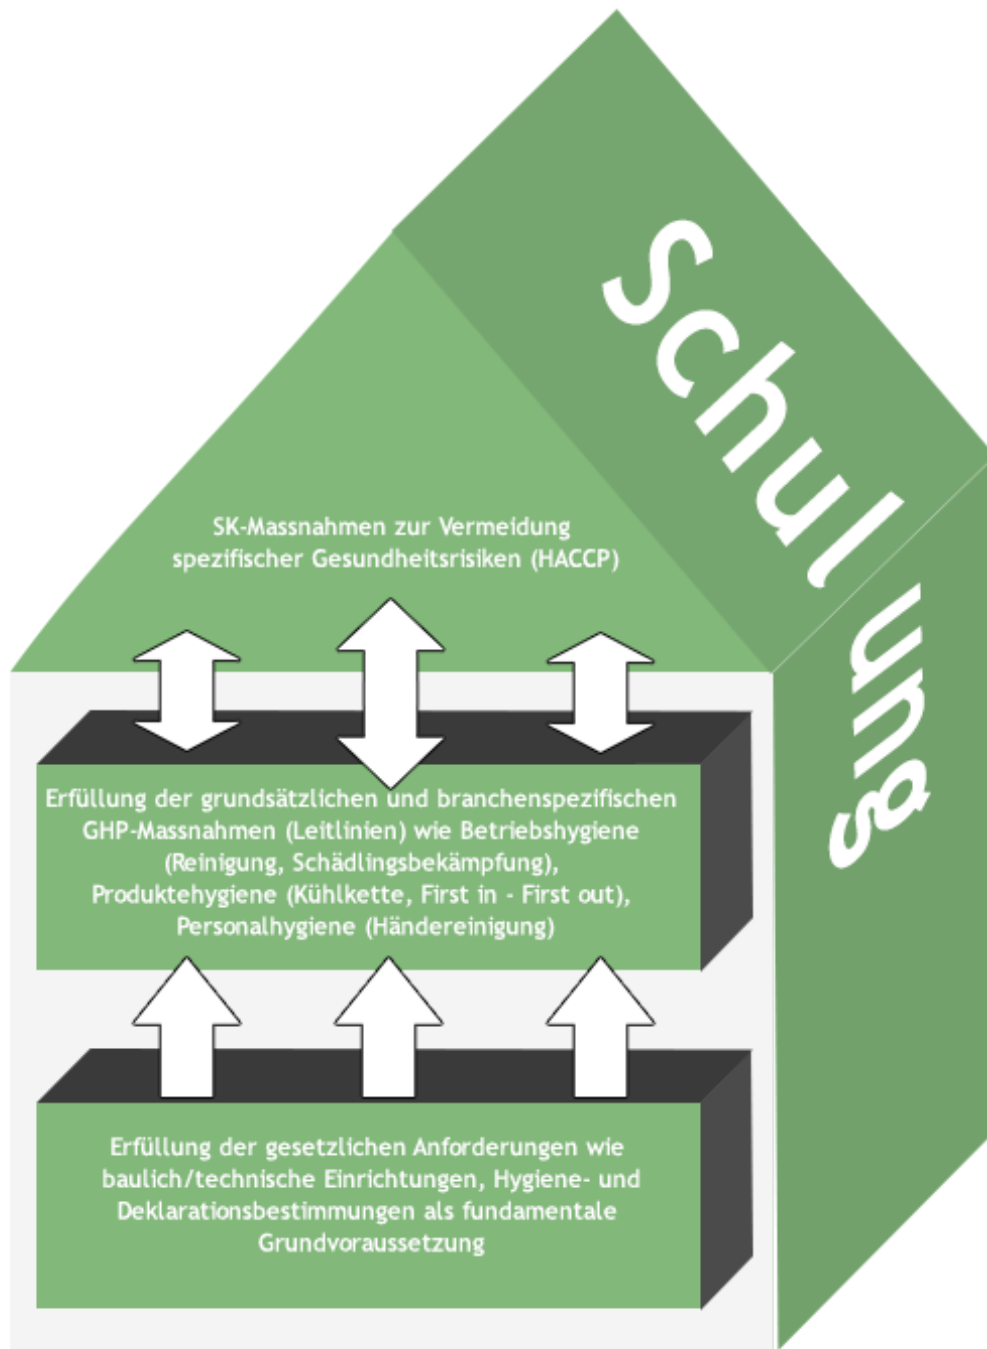 Schul
ung
SK-Massnahmen zur Vermeidung
spezifischer Gesundheitsrisiken (HACCP)
Erfüllung der grundsätzlichen und branchenspezifischen
GHP-Massnahmen (Leitlinien) wie Betriebshygiene
(Reinigung, Schädlingsbekämpfung),
Produktehygiene (Kühlkette, First in - First out),
Personalhygiene (Händereinigung)
Erfüllung der gesetzlichen Anforderungen wie
baulich/technische Einrichtungen, Hygiene- und
Deklarationsbestimmungen als fundamentale
Grundvoraussetzung